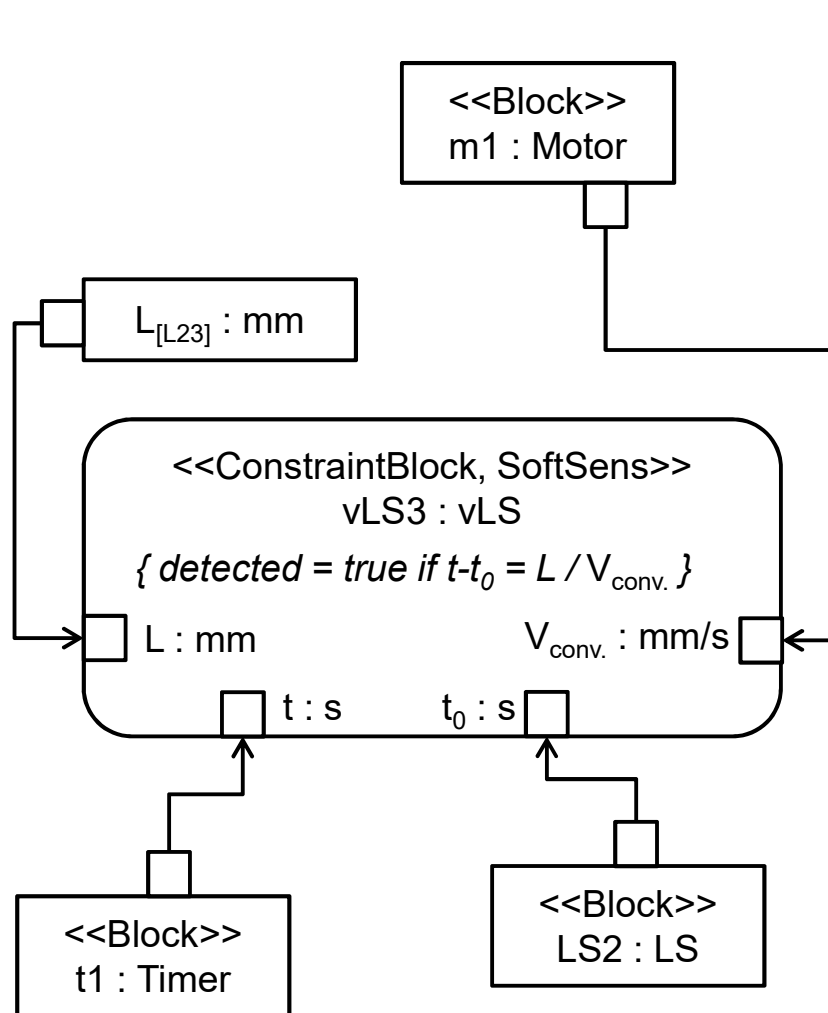 <<Block>>
m1 : Motor
L[L23] : mm
<<ConstraintBlock, SoftSens>>
vLS3 : vLS
{ detected = true if t-t0 = L / Vconv. }
L : mm
Vconv. : mm/s
t : s
t0 : s
<<Block>>
t1 : Timer
<<Block>>
LS2 : LS